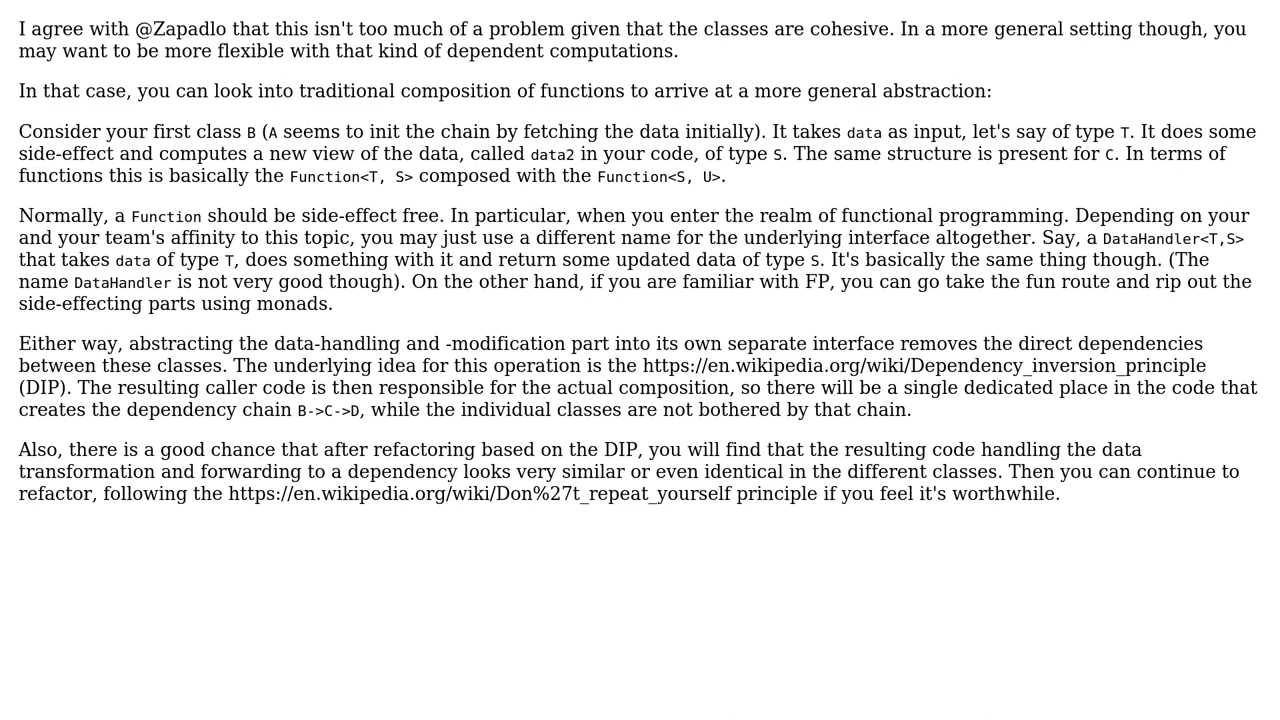 I agree with @Zapadlo that this isn't too much of a problem given that the classes are cohesive. In a more general setting though, you
may want to be more flexible with that kind of dependent computations.
In that case, you can look into traditional composition of functions to arrive at a more general abstraction:
Consider your first class B (A seems to init the chain by fetching the data initially). It takes data as input, let's say of type T. It does some
side-effect and computes a new view of the data, called data2 in your code, of type S. The same structure is present for C. In terms of
functions this is basically the Function<T, S> composed with the Function<S, U>.
Normally, a Function should be side-effect free. In particular, when you enter the realm of functional programming. Depending on your
and your team's affinity to this topic, you may just use a different name for the underlying interface altogether. Say, a DataHandler<T,S>
that takes data of type T, does something with it and return some updated data of type S. It's basically the same thing though. (The
name DataHandler is not very good though). On the other hand, if you are familiar with FP, you can go take the fun route and rip out the
side-effecting parts using monads.
Either way, abstracting the data-handling and -modification part into its own separate interface removes the direct dependencies
between these classes. The underlying idea for this operation is the https://en.wikipedia.org/wiki/Dependency_inversion_principle
(DIP). The resulting caller code is then responsible for the actual composition, so there will be a single dedicated place in the code that
creates the dependency chain B->C->D, while the individual classes are not bothered by that chain.
Also, there is a good chance that after refactoring based on the DIP, you will find that the resulting code handling the data
transformation and forwarding to a dependency looks very similar or even identical in the different classes. Then you can continue to
refactor, following the https://en.wikipedia.org/wiki/Don%27t_repeat_yourself principle if you feel it's worthwhile.